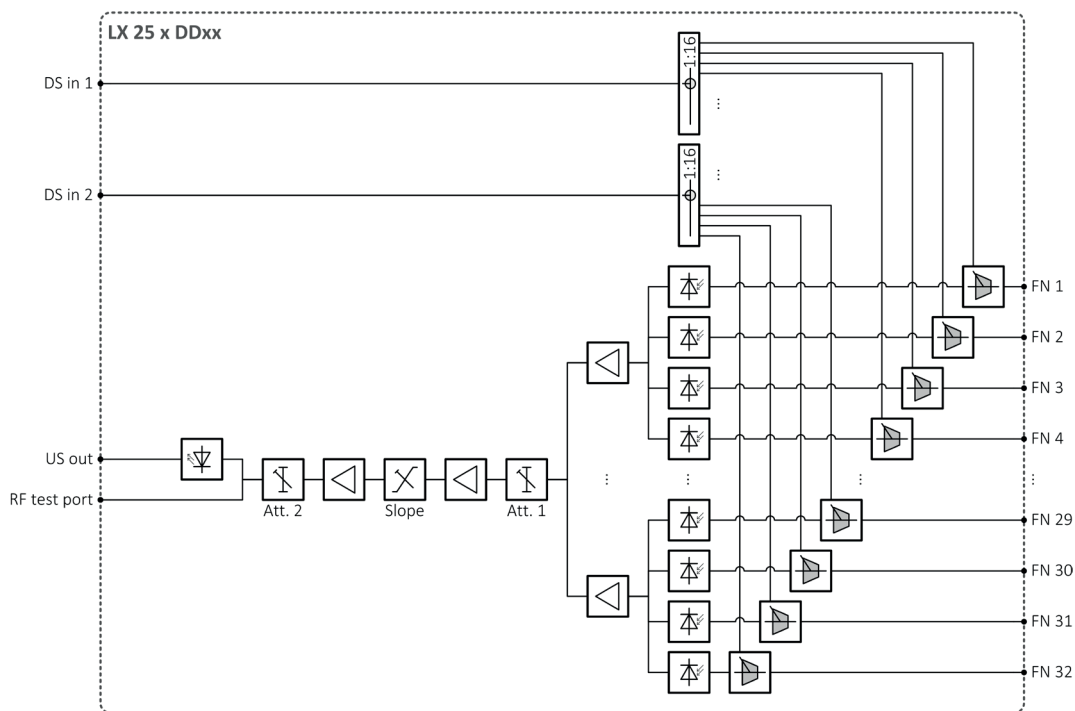 LX 25 x DDxx
1:16
DS in 1
...
1:16
...
DS in 2
FN 1
FN 2
FN 3
FN 4
US out
...
...
...
...
RF test port
Att. 2
Slope
Att. 1
FN 29
FN 30
FN 31
FN 32